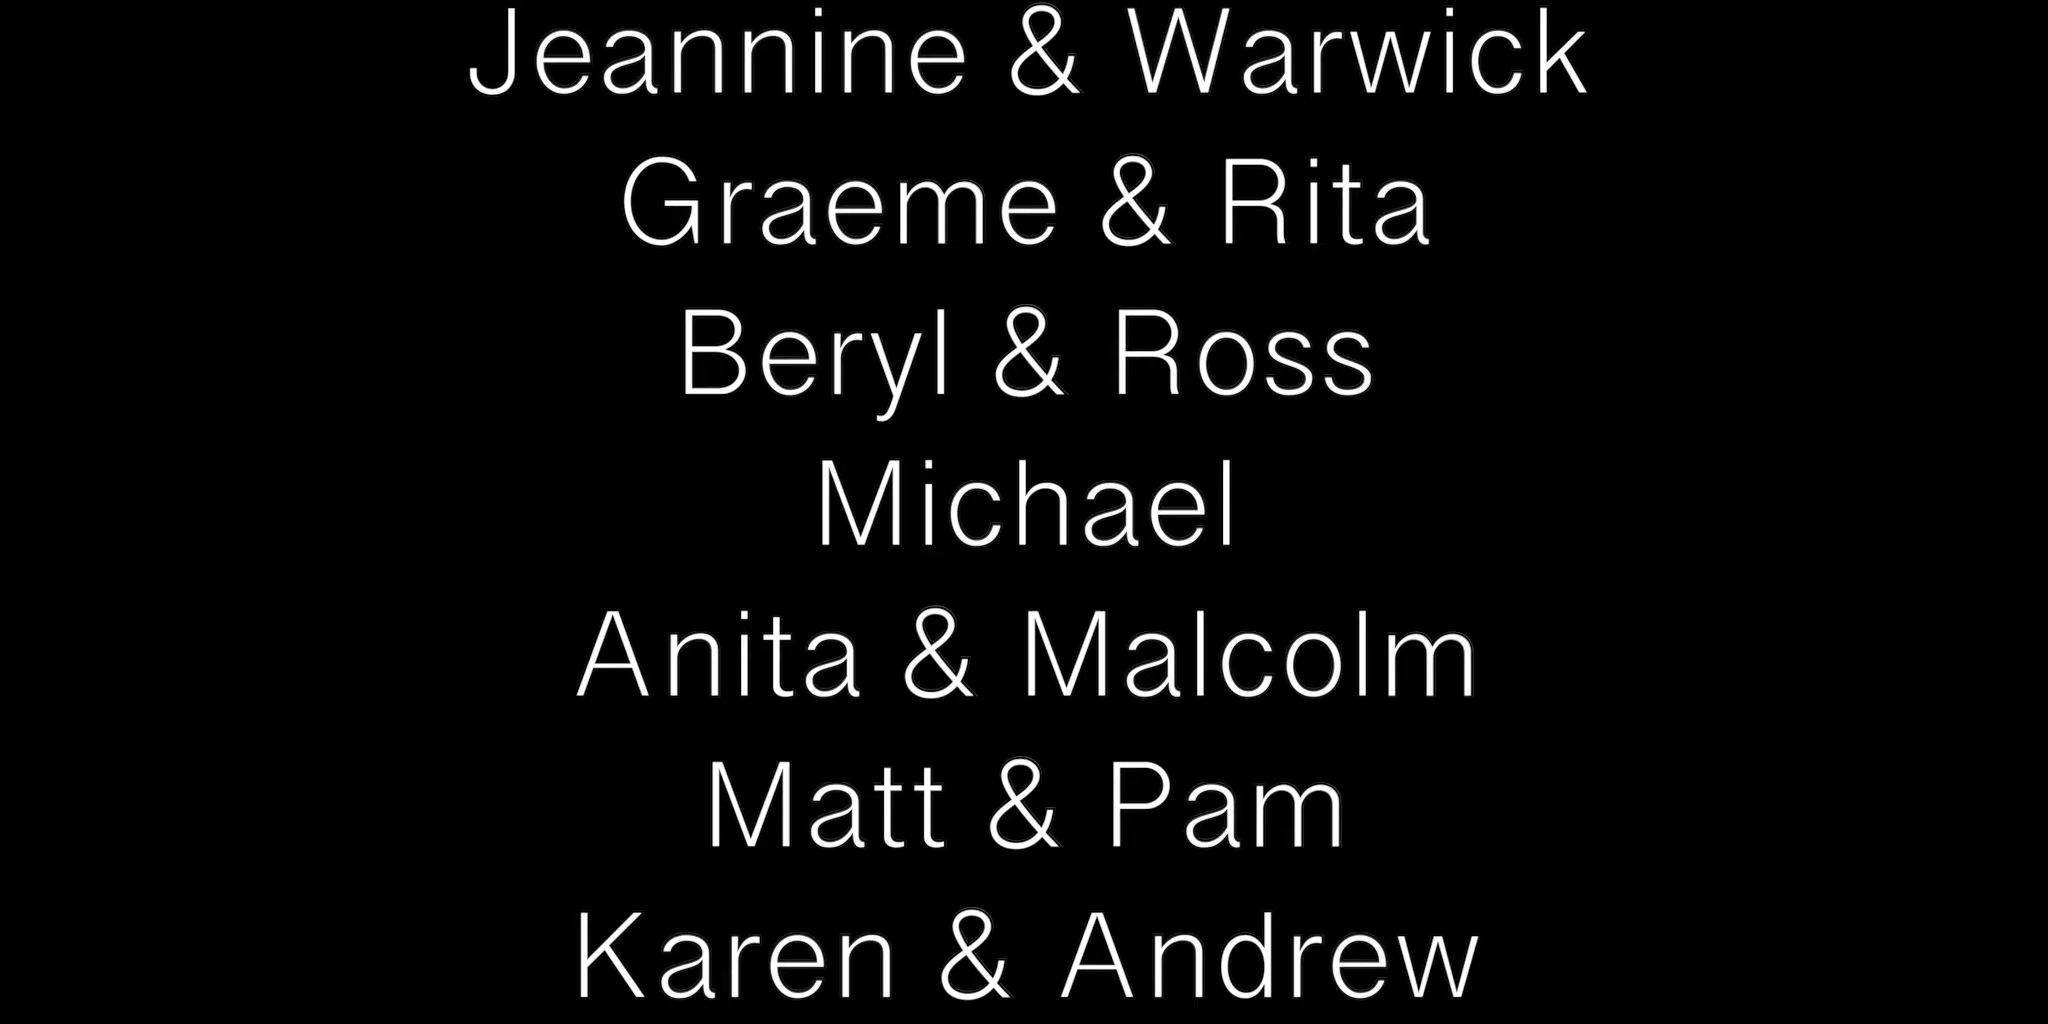 Jeannine & Warwick
Graeme & Rita
Beryl & Ross
Michael
Anita & Malcolm
Matt & Pam
Karen & Andrew